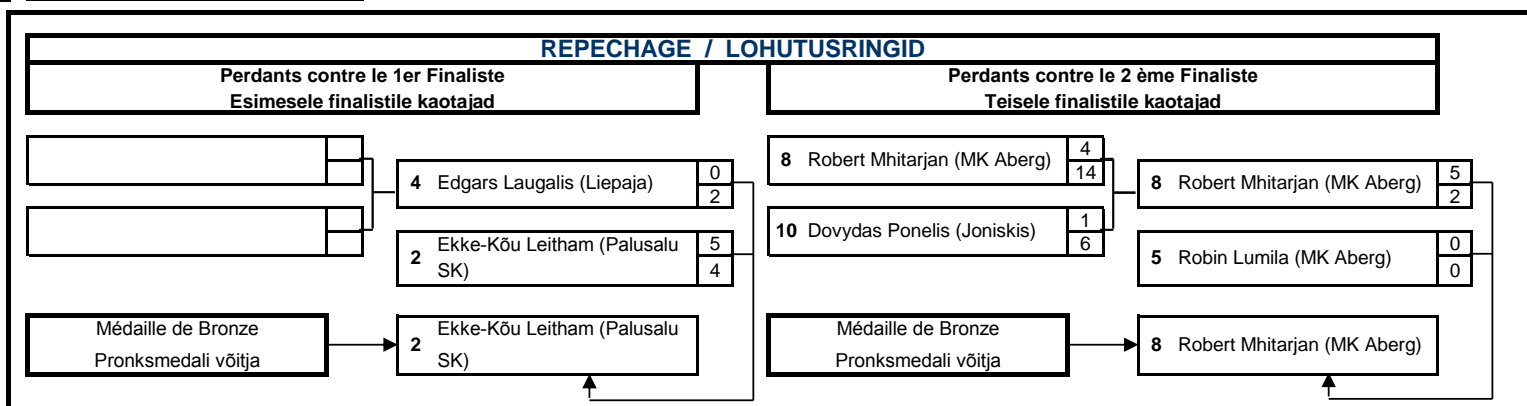 REPECHAGE / LOHUTUSRINGID
Perdants contre le 1er Finaliste
Esimesele finalistile kaotajad
Perdants contre le 2 ème Finaliste
Teisele finalistile kaotajad
4 Edgars Laugalis (Liepaja) 0
2
2 Ekke-Kõu Leitham (Palusalu SK) 5
4
Médaille de Bronze
Pronksmedali võitja
2 Ekke-Kõu Leitham (Palusalu
SK)
8 Robert Mhitarjan (MK Aberg) 4
14
10 Dovydas Ponelis (Joniskis) 1
6
8 Robert Mhitarjan (MK Aberg) 5
2
5 Robin Lumila (MK Aberg) 0
0
Médaille de Bronze
Pronksmedali võitja
8 Robert Mhitarjan (MK Aberg)